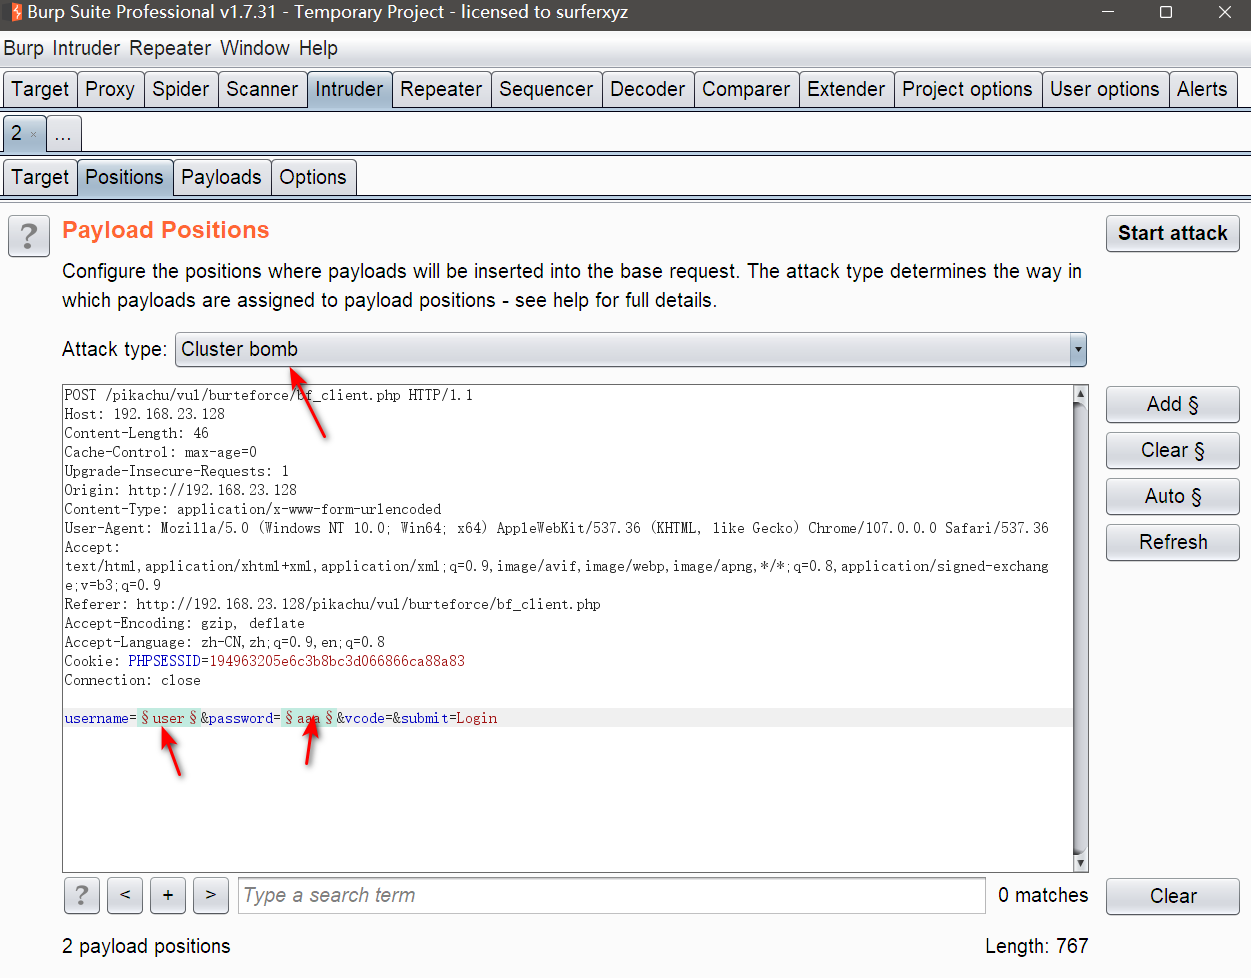 Burp Suite Professional v1.7.31 - Temporary Project - licensed to surferxyz
Burp Intruder Repeater Window Help
Target Proxy Spider Scanner Intruder Repeater Sequencer Decoder Comparer Extender Project options User options Alerts
2 × ...
Target Positions Payloads Options
? Payload Positions
Start attack
Configure the positions where payloads will be inserted into the base request. The attack type determines the way in
which payloads are assigned to payload positions - see help for full details.
Attack type: Cluster bomb
POST /pikachu/vul/burteforce/bf_client.php HTTP/1.1
Host: 192.168.23.128
Content-Length: 46
Cache-Control: max-age=0
Upgrade-Insecure-Requests: 1
Origin: http://192.168.23.128
Content-Type: application/x-www-form-urlencoded
User-Agent: Mozilla/5.0 (Windows NT 10.0; Win64; x64) AppleWebKit/537.36 (KHTML, like Gecko) Chrome/107.0.0.0 Safari/537.36
Accept:
text/html,application/xhtml+xml,application/xml;q=0.9,image/avif,image/webp,image/apng,*/*;q=0.8,application/signed-exchang
e;v=b3;q=0.9
Referer: http://192.168.23.128/pikachu/vul/burteforce/bf_client.php
Accept-Encoding: gzip, deflate
Accept-Language: zh-CN,zh;q=0.9,en;q=0.8
Cookie: PHPSESSID=194963205e6c3b8bc3d066866ca88a83
Connection: close
username=§user§&password=§aaa§&vcode=&submit=Login
Add §
Clear §
Auto §
Refresh
? < + > Type a search term 0 matches Clear
2 payload positions Length: 767